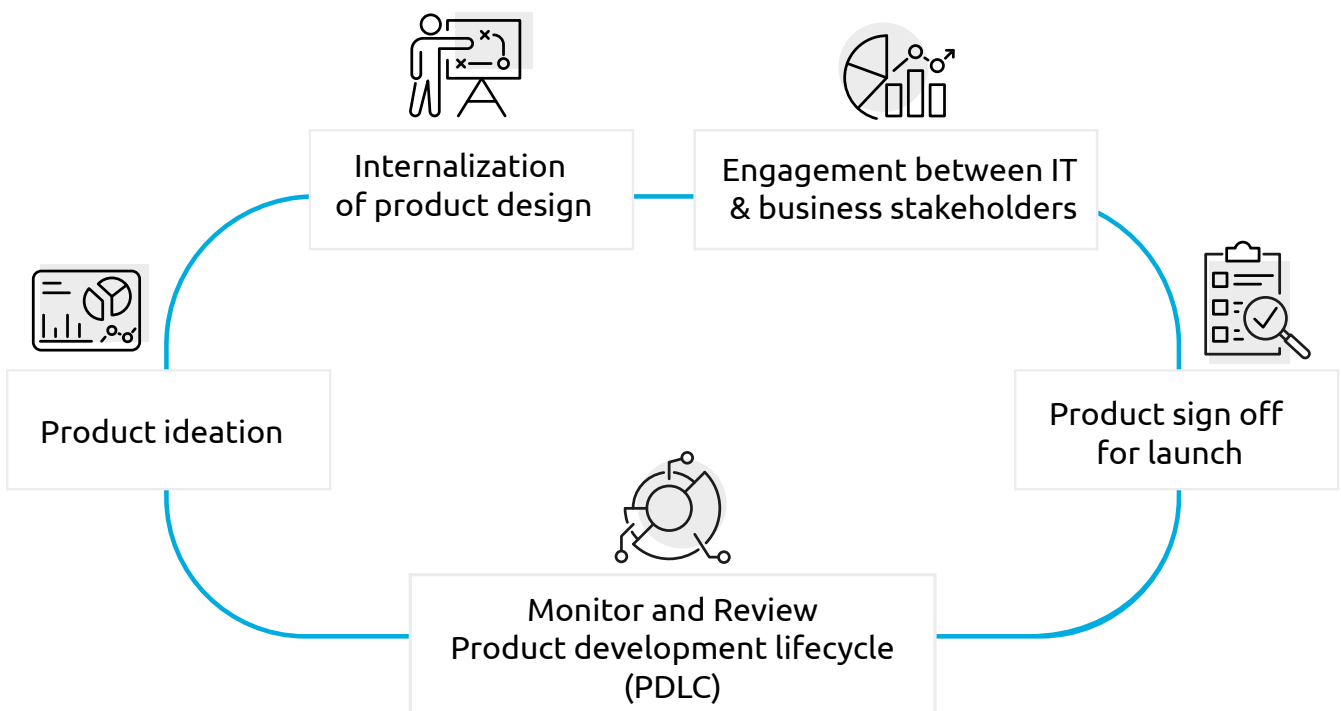 Internalization
of product design
Engagement between IT
& business stakeholders
Product ideation
Product sign off
for launch
Monitor and Review
Product development lifecycle
(PDLC)